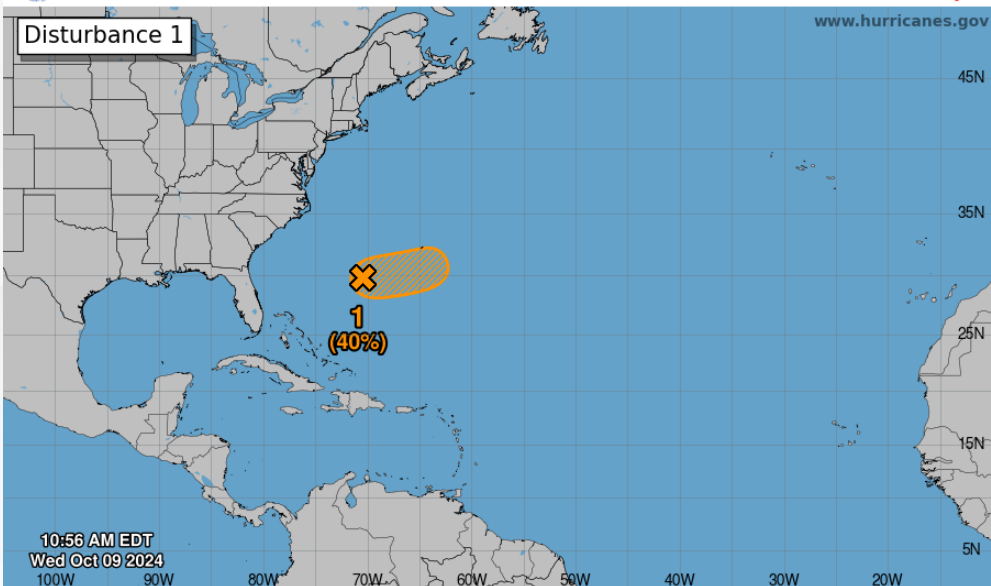 Disturbance 1
www.hurricanes.gov
45N
35N
1
(40%)
25N
15N
10:56 AM EDT
Wed Oct 09 2024
5N
100W 90W 80W 70W 60W 50W 40W 30W 20W